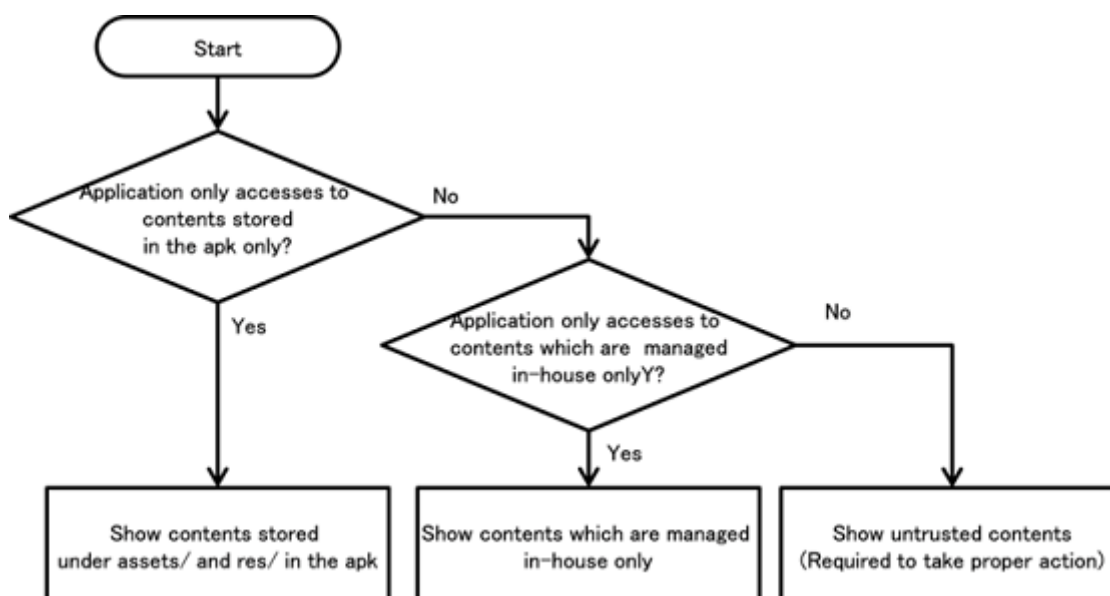 Start
Application only accesses to
contents stored
in the apk only?
No
Yes
Application only accesses to
contents which are managed
in-house onlyY?
No
Yes
Show contents stored
under assets/ and res/ in the apk
Show contents which are managed
in-house only
Show untrusted contents
(Required to take proper action)